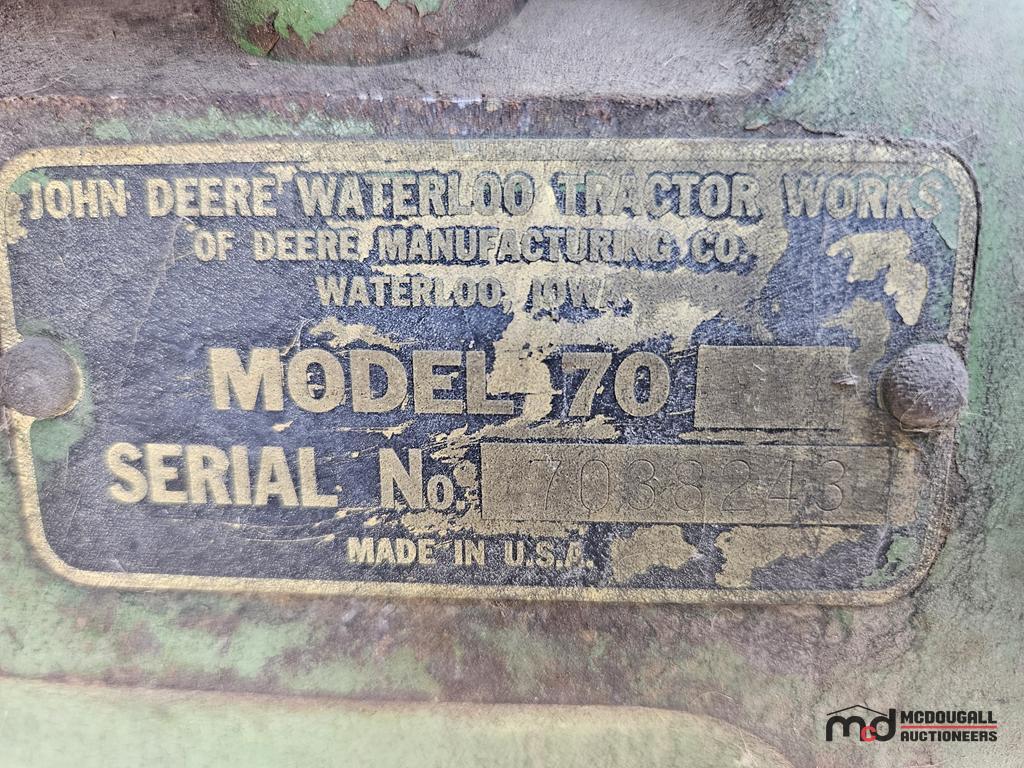 JOHN DEERE WATERLOO TRACTOR WORKS
OF DEERE MANUFACTURING CO.
WATERLOO, IOWA
MODEL 70
SERIAL No. 7038243
MADE IN U.S.A.
mcd MCDOUGALL
AUCTIONEERS